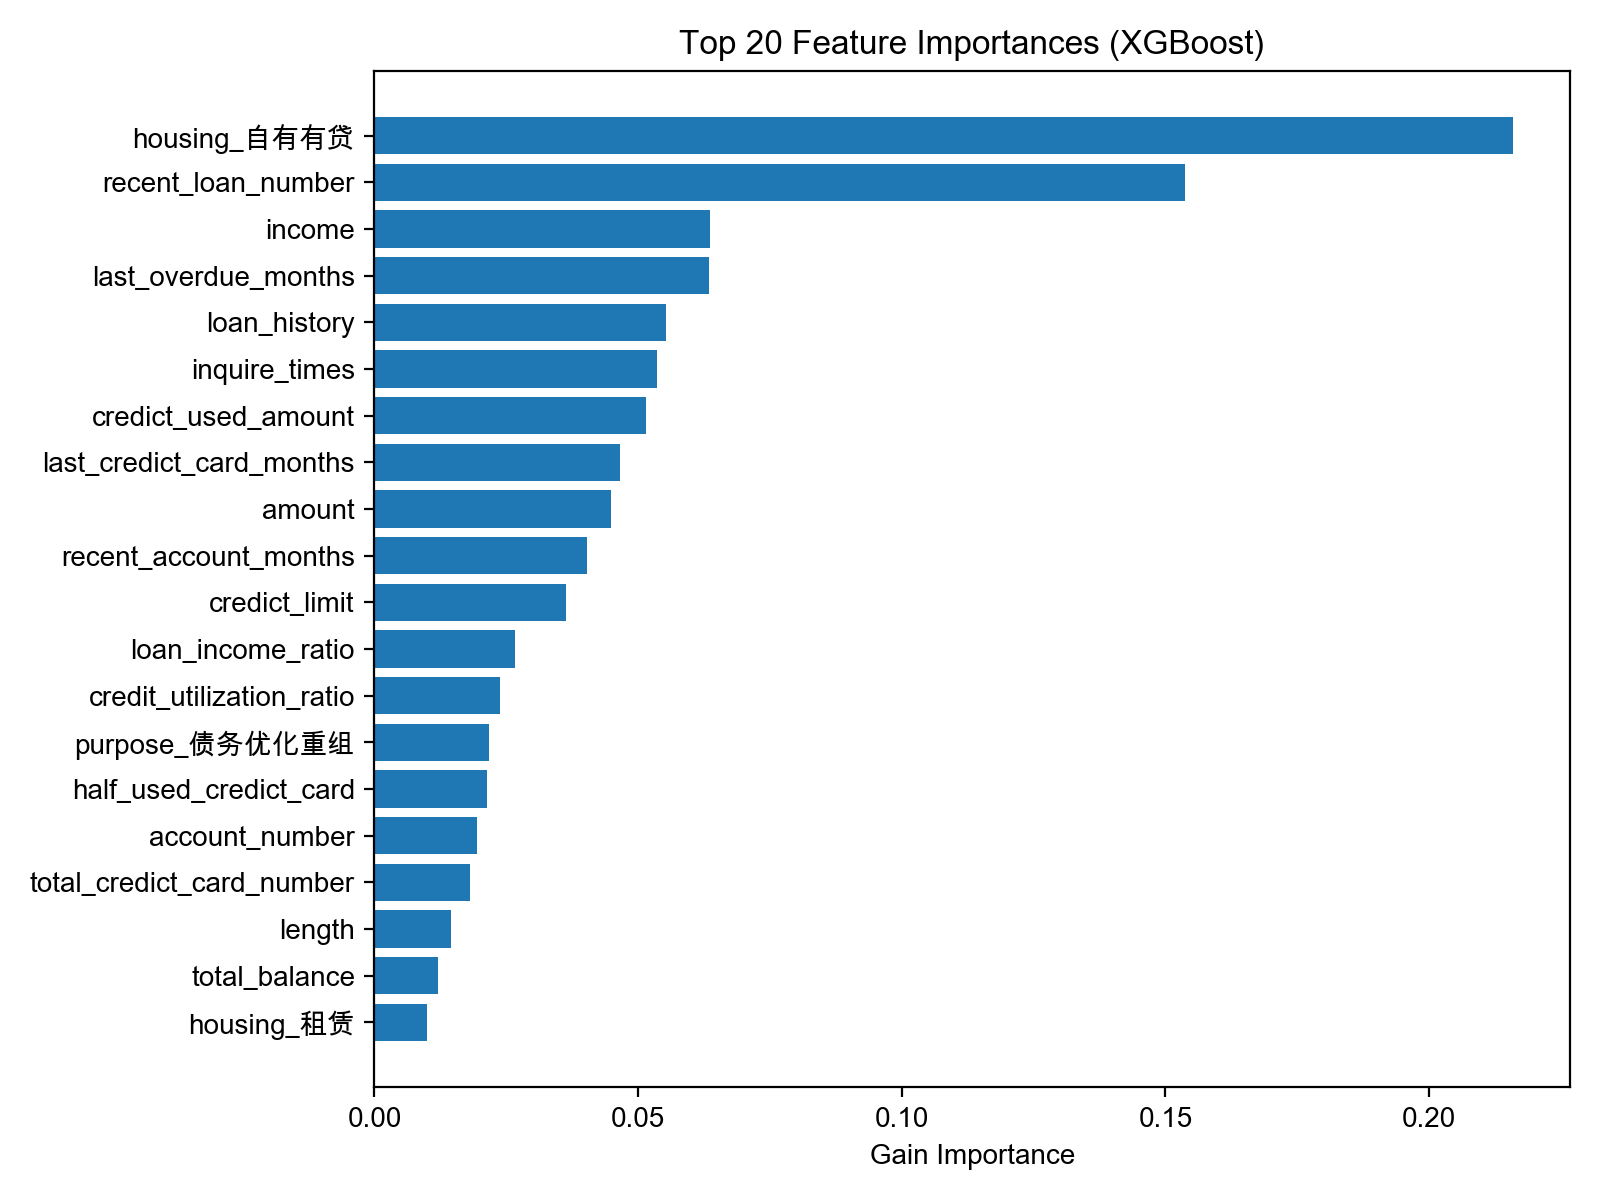 Top 20 Feature Importances (XGBoost)
housing_自有有贷
recent_loan_number
income
last_overdue_months
loan_history
inquire_times
credict_used_amount
last_credict_card_months
amount
recent_account_months
credict_limit
loan_income_ratio
credit_utilization_ratio
purpose_债务优化重组
half_used_credict_card
account_number
total_credict_card_number
length
total_balance
housing_租赁
0.00 0.05 0.10 0.15 0.20
Gain Importance